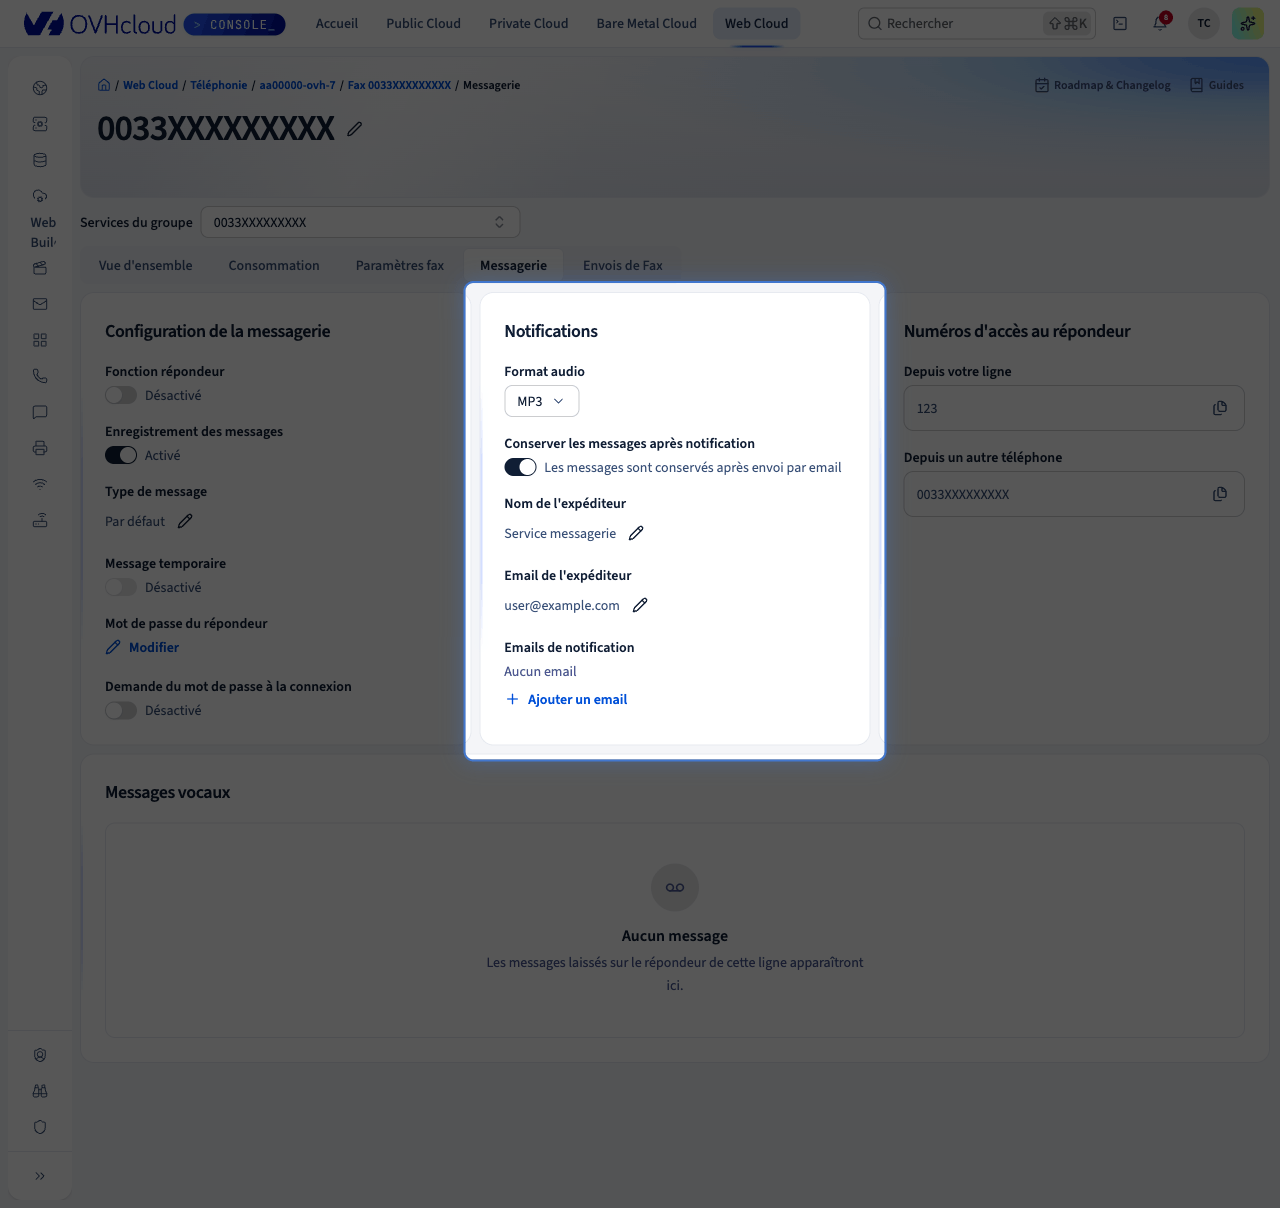 OVHcloud > CONSOLE_
Accueil
Public Cloud
Private Cloud
Bare Metal Cloud
Web Cloud
Rechercher
⇧⌘K
TC
/ Web Cloud / Téléphonie / aa00000-ovh-7 / Fax 0033XXXXXXXXX / Messagerie
Roadmap & Changelog
Guides
0033XXXXXXXXX
Web
Services du groupe
0033XXXXXXXXX
Vue d'ensemble
Consommation
Paramètres fax
Messagerie
Envois de Fax
Configuration de la messagerie
Fonction répondeur
Désactivé
Enregistrement des messages
Activé
Type de message
Par défaut
Message temporaire
Désactivé
Mot de passe du répondeur
Modifier
Demande du mot de passe à la connexion
Désactivé
Notifications
Format audio
MP3
Conserver les messages après notification
Les messages sont conservés après envoi par email
Nom de l'expéditeur
Service messagerie
Email de l'expéditeur
user@example.com
Emails de notification
Aucun email
+ Ajouter un email
Numéros d'accès au répondeur
Depuis votre ligne
123
Depuis un autre téléphone
0033XXXXXXXXX
Messages vocaux
Aucun message
Les messages laissés sur le répondeur de cette ligne apparaîtront
ici.